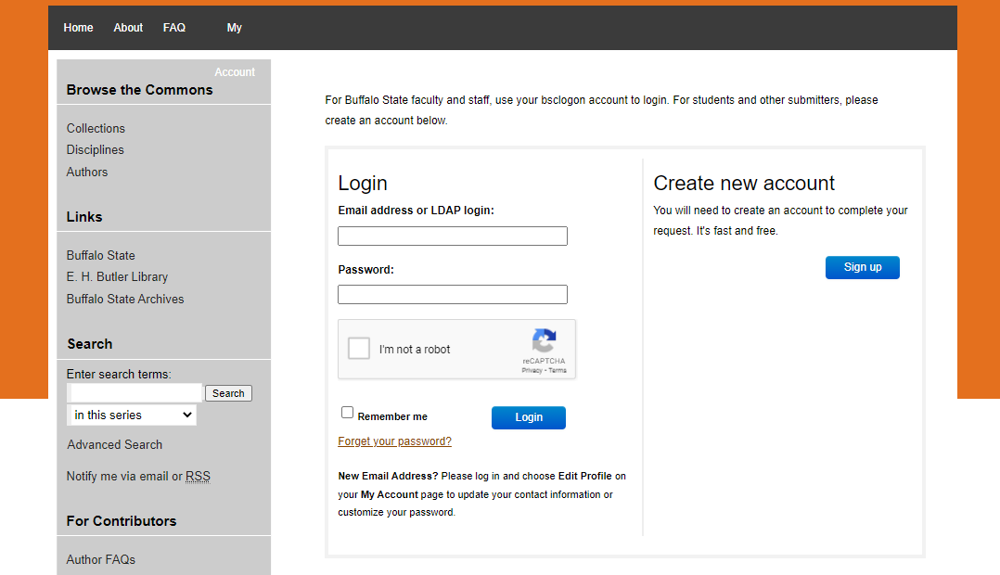 Home About FAQ My
Account
Browse the Commons
Collections
Disciplines
Authors
Links
Buffalo State
E. H. Butler Library
Buffalo State Archives
Search
Enter search terms:
Search
in this series
Advanced Search
Notify me via email or RSS
For Contributors
Author FAQs
For Buffalo State faculty and staff, use your bsclogon account to login. For students and other submitters, please
create an account below.
Login
Email address or LDAP login:
Password:
I'm not a robot
reCAPTCHA
Privacy - Terms
Remember me
Login
Forget your password?
New Email Address? Please log in and choose Edit Profile on
your My Account page to update your contact information or
customize your password.
Create new account
You will need to create an account to complete your
request. It's fast and free.
Sign up